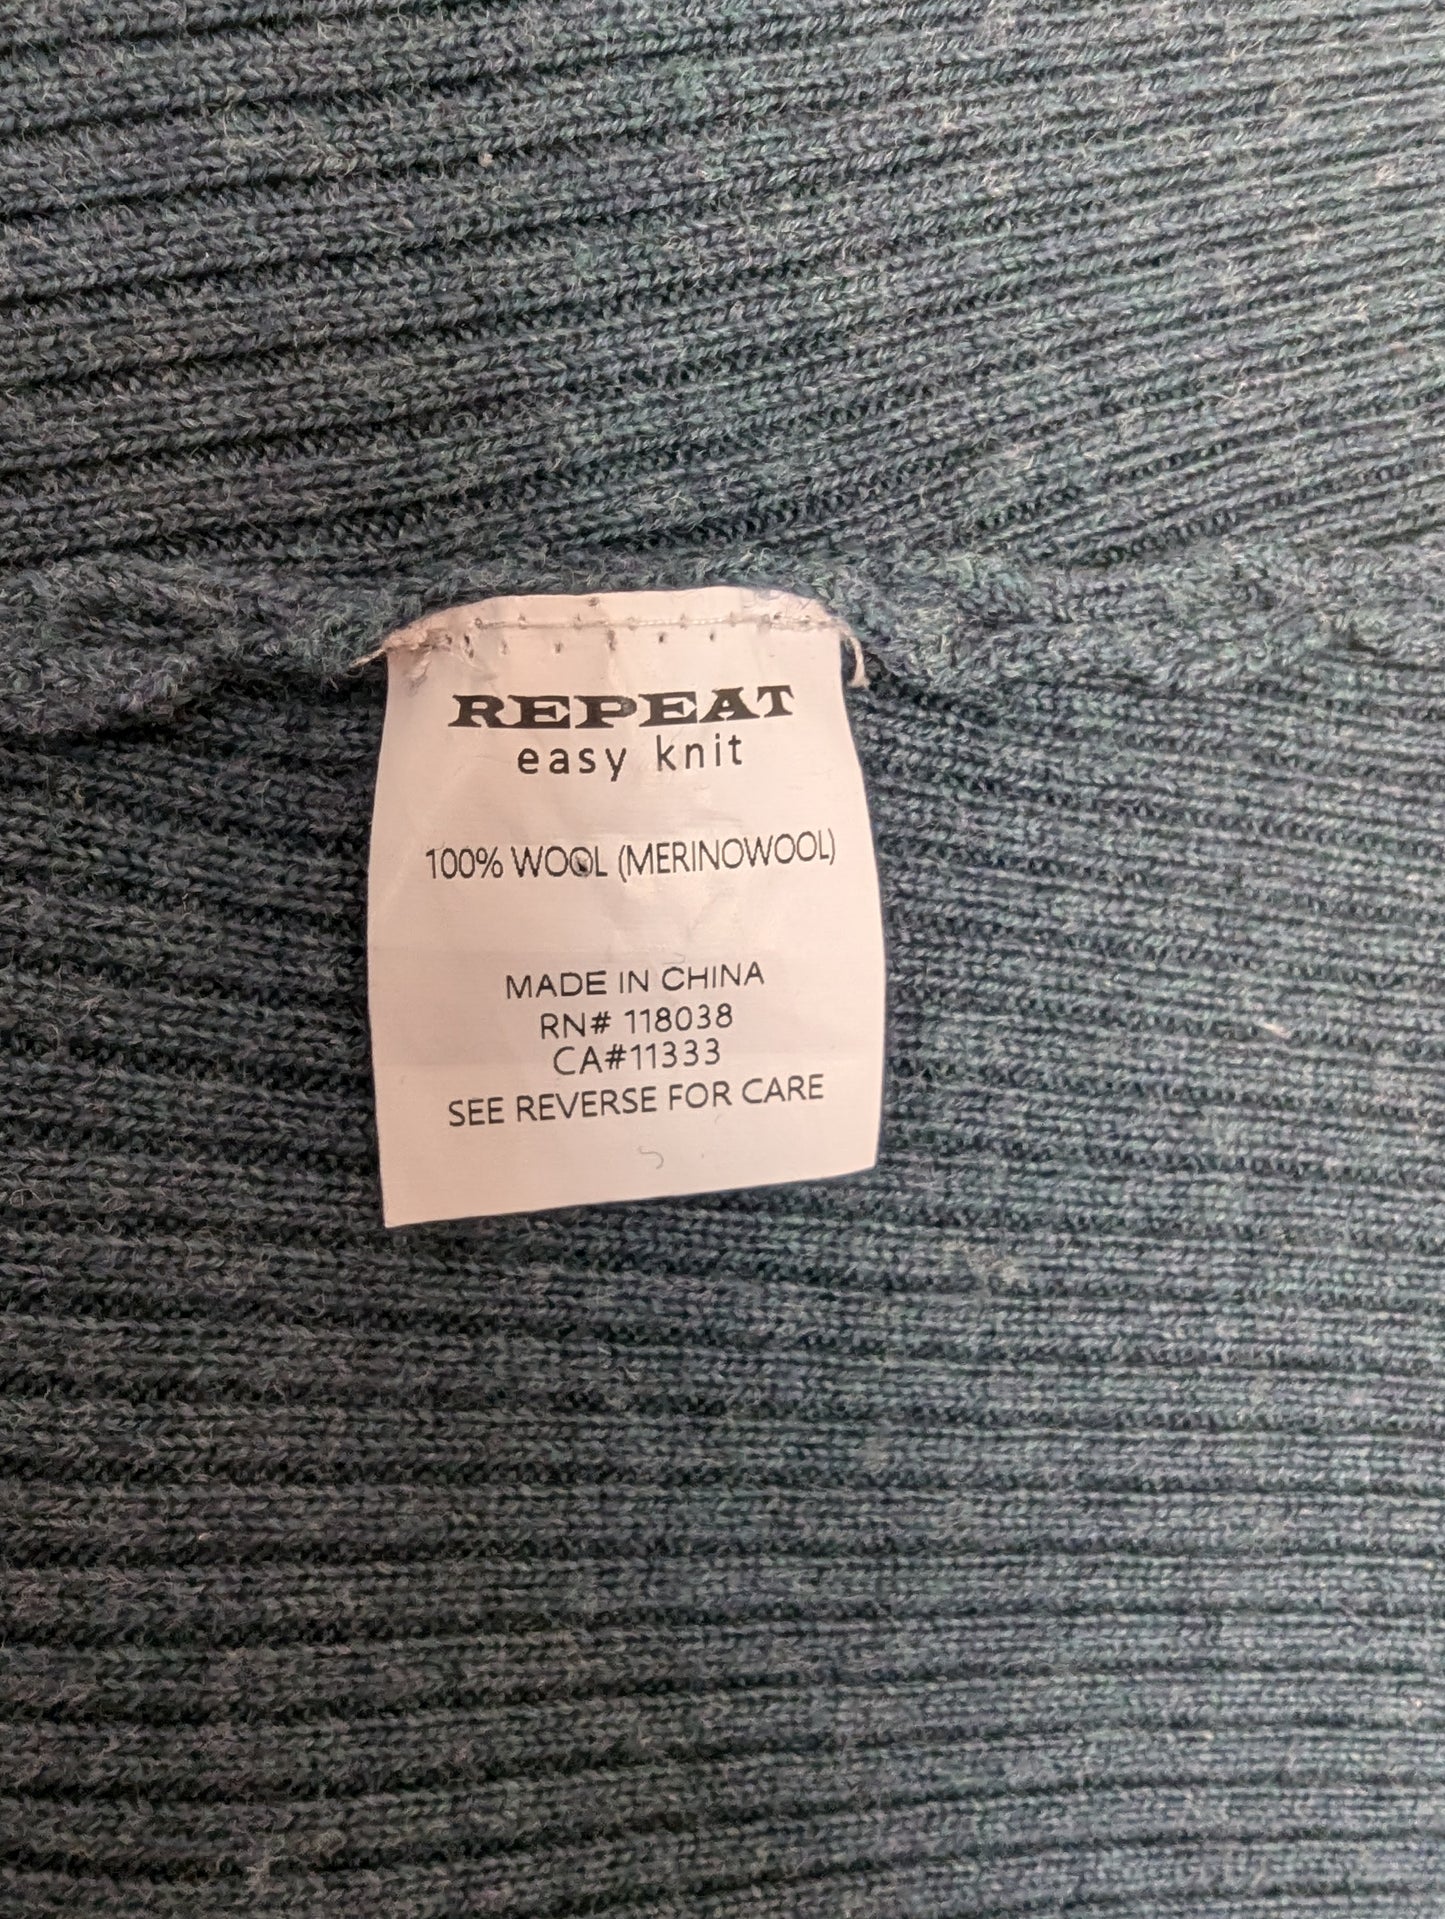 REPEAT
easy knit
100% WOOL (MERINOWOOL)
MADE IN CHINA
RN# 118038
CA#11333
SEE REVERSE FOR CARE